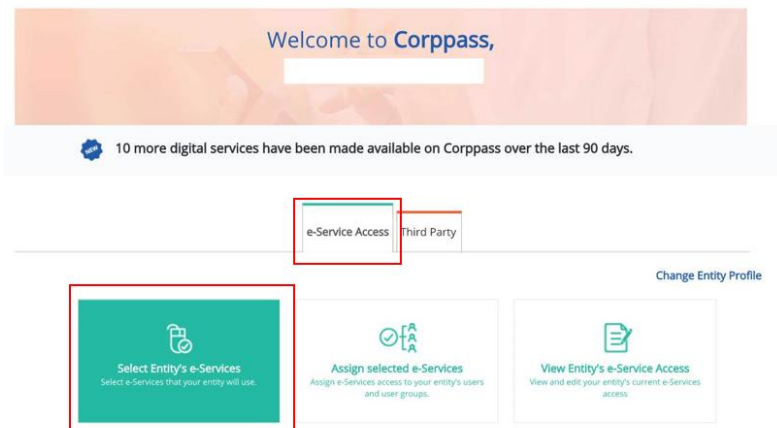 Welcome to Corppass,
NEW
10 more digital services have been made available on Corppass over the last 90 days.
e-Service Access
Third Party
Change Entity Profile
Select Entity's e-Services
Select e-Services that your entity will use.
Assign selected e-Services
Assign e-Services access to your entity's users
and user groups.
View Entity's e-Service Access
View and edit your entity's current e-Services
access